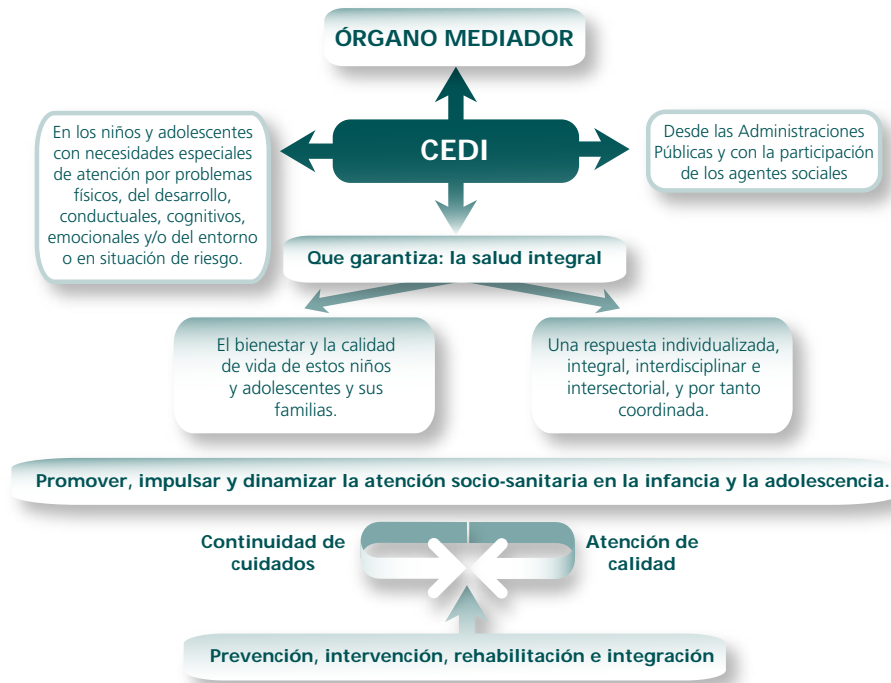 ÓRGANO MEDIADOR
CEDI
En los niños y adolescentes
con necesidades especiales
de atención por problemas
físicos, del desarrollo,
conductuales, cognitivos,
emocionales y/o del entorno
o en situación de riesgo.
Desde las Administraciones
Públicas y con la participación
de los agentes sociales
Que garantiza: la salud integral
El bienestar y la calidad
de vida de estos niños
y adolescentes y sus
familias.
Una respuesta individualizada,
integral, interdisciplinar e
intersectorial, y por tanto
coordinada.
Promover, impulsar y dinamizar la atención socio-sanitaria en la infancia y la adolescencia.
Continuidad de
cuidados
Atención de
calidad
Prevención, intervención, rehabilitación e integración